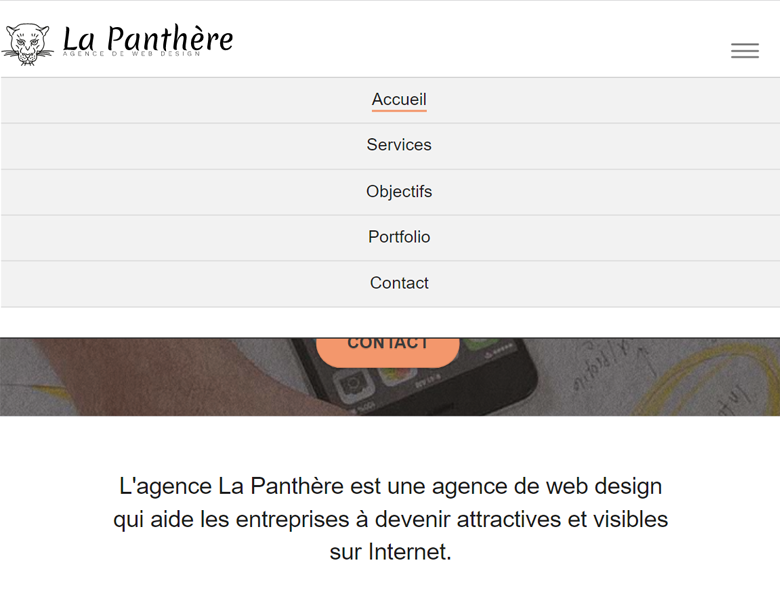 La Panthère
AGENCE DE WEB DESIGN
Accueil
Services
Objectifs
Portfolio
Contact
CONTACT
L'agence La Panthère est une agence de web design
qui aide les entreprises à devenir attractives et visibles
sur Internet.